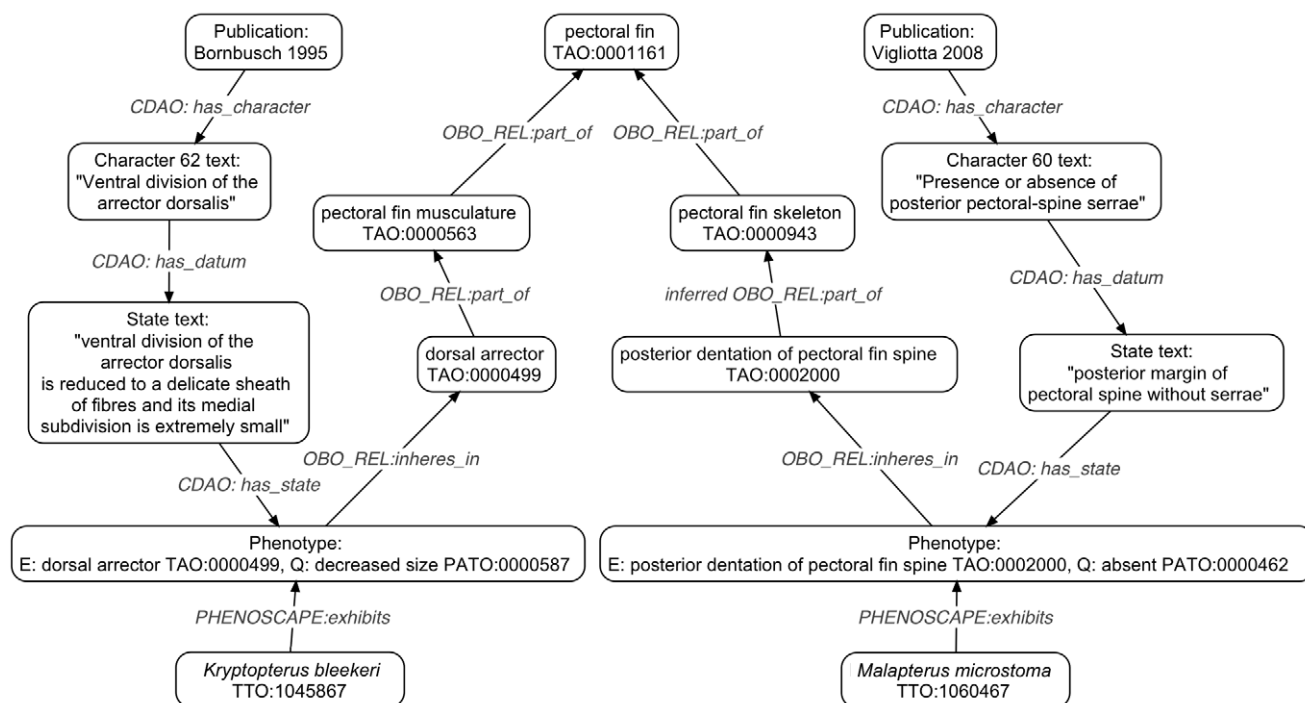 Publication:
Bornbusch 1995
pectoral fin
TAO:0001161
Publication:
Vigliotta 2008
CDAO: has_character
OBO_REL:part_of
OBO_REL:part_of
CDAO: has_character
Character 62 text:
"Ventral division of the
arrector dorsalis"
pectoral fin musculature
TAO:0000563
pectoral fin skeleton
TAO:0000943
Character 60 text:
"Presence or absence of
posterior pectoral-spine serrae"
CDAO: has_datum
OBO_REL:part_of
inferred OBO_REL:part_of
CDAO: has_datum
State text:
"ventral division of the
arrector dorsalis
is reduced to a delicate sheath
of fibres and its medial
subdivision is extremely small"
dorsal arrector
TAO:0000499
posterior dentation of pectoral fin spine
TAO:0002000
State text:
"posterior margin of
pectoral spine without serrae"
CDAO: has_state
OBO_REL:inheres_in
OBO_REL:inheres_in
CDAO: has_state
Phenotype:
E: dorsal arrector TAO:0000499, Q: decreased size PATO:0000587
Phenotype:
E: posterior dentation of pectoral fin spine TAO:0002000, Q: absent PATO:0000462
PHENOSCAPE:exhibits
PHENOSCAPE:exhibits
Kryptopterus bleekeri
TTO:1045867
Malapterus microstoma
TTO:1060467